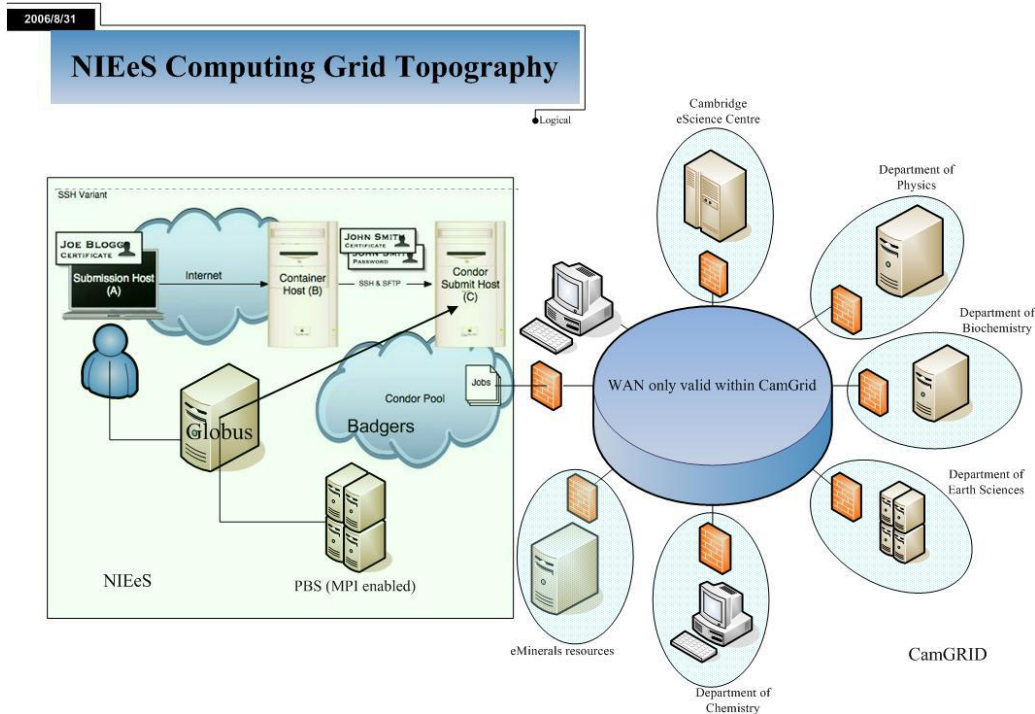 2006/8/31
NIEeS Computing Grid Topography
Logical
SSH Variant
JOE BLOGG
CERTIFICATE
Submission Host
(A)
Internet
Container
Host (B)
JOHN SMIT
CERTIFICATE
JOHN SMIT
PASSWORD
SSH & SFTP
Condor
Submit Host
(C)
Globus
Jobs
Condor Pool
Badgers
NIEeS
PBS (MPI enabled)
Cambridge
eScience Centre
Department of
Physics
Department of
Biochemistry
WAN only valid within CamGrid
Department of
Earth Sciences
eMinerals resources
Department of
Chemistry
CamGRID